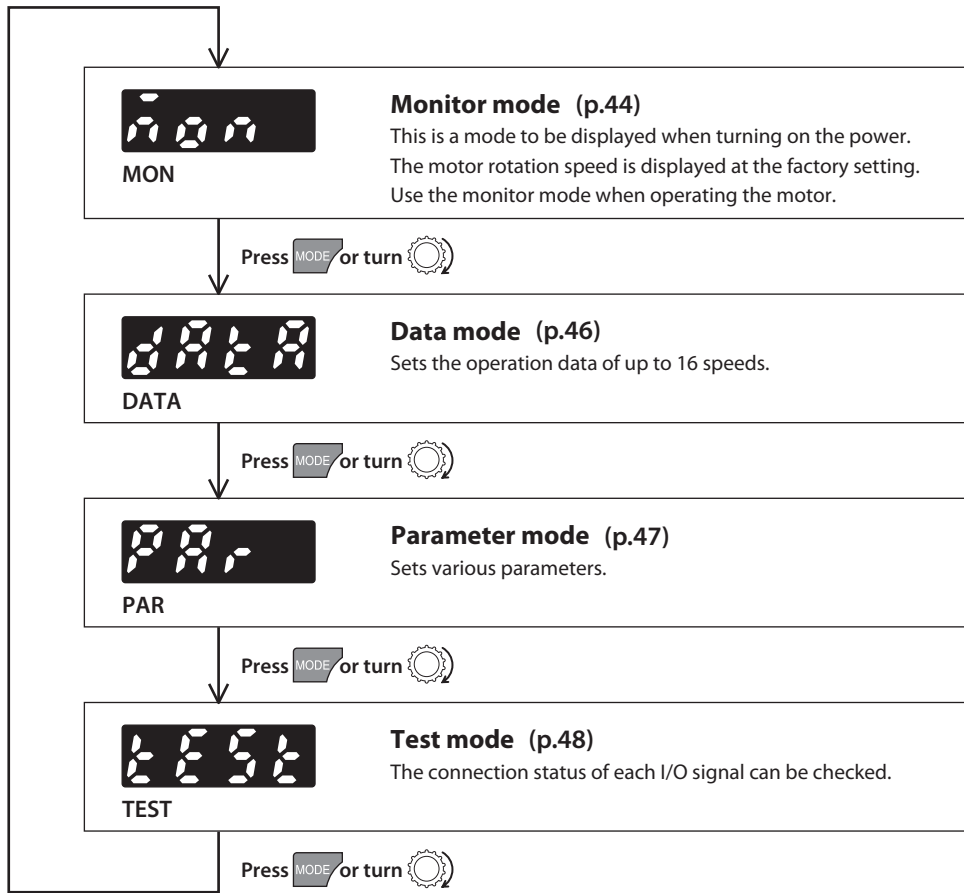 mon
Monitor mode (p.44)
This is a mode to be displayed when turning on the power.
The motor rotation speed is displayed at the factory setting.
Use the monitor mode when operating the motor.
MON
Press MODE or turn
dAtA
Data mode (p.46)
Sets the operation data of up to 16 speeds.
DATA
Press MODE or turn
PAr
Parameter mode (p.47)
Sets various parameters.
PAR
Press MODE or turn
tESt
Test mode (p.48)
The connection status of each I/O signal can be checked.
TEST
Press MODE or turn